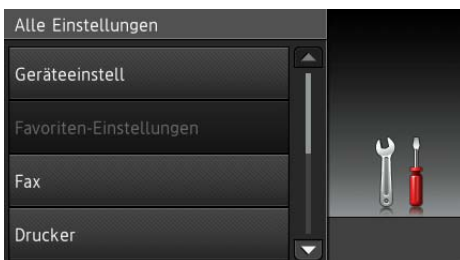 Alle Einstellungen
Geräteeinstell
Favoriten-Einstellungen
Fax
Drucker